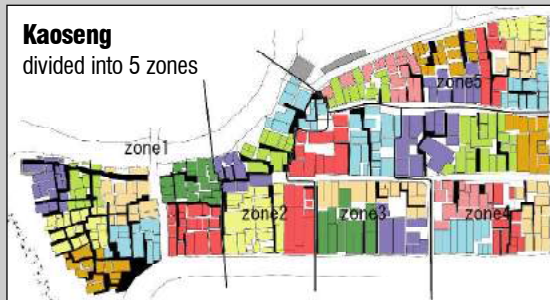 Kaoseng
divided into 5 zones
zone5
zone1
zone2
zone3
zone4